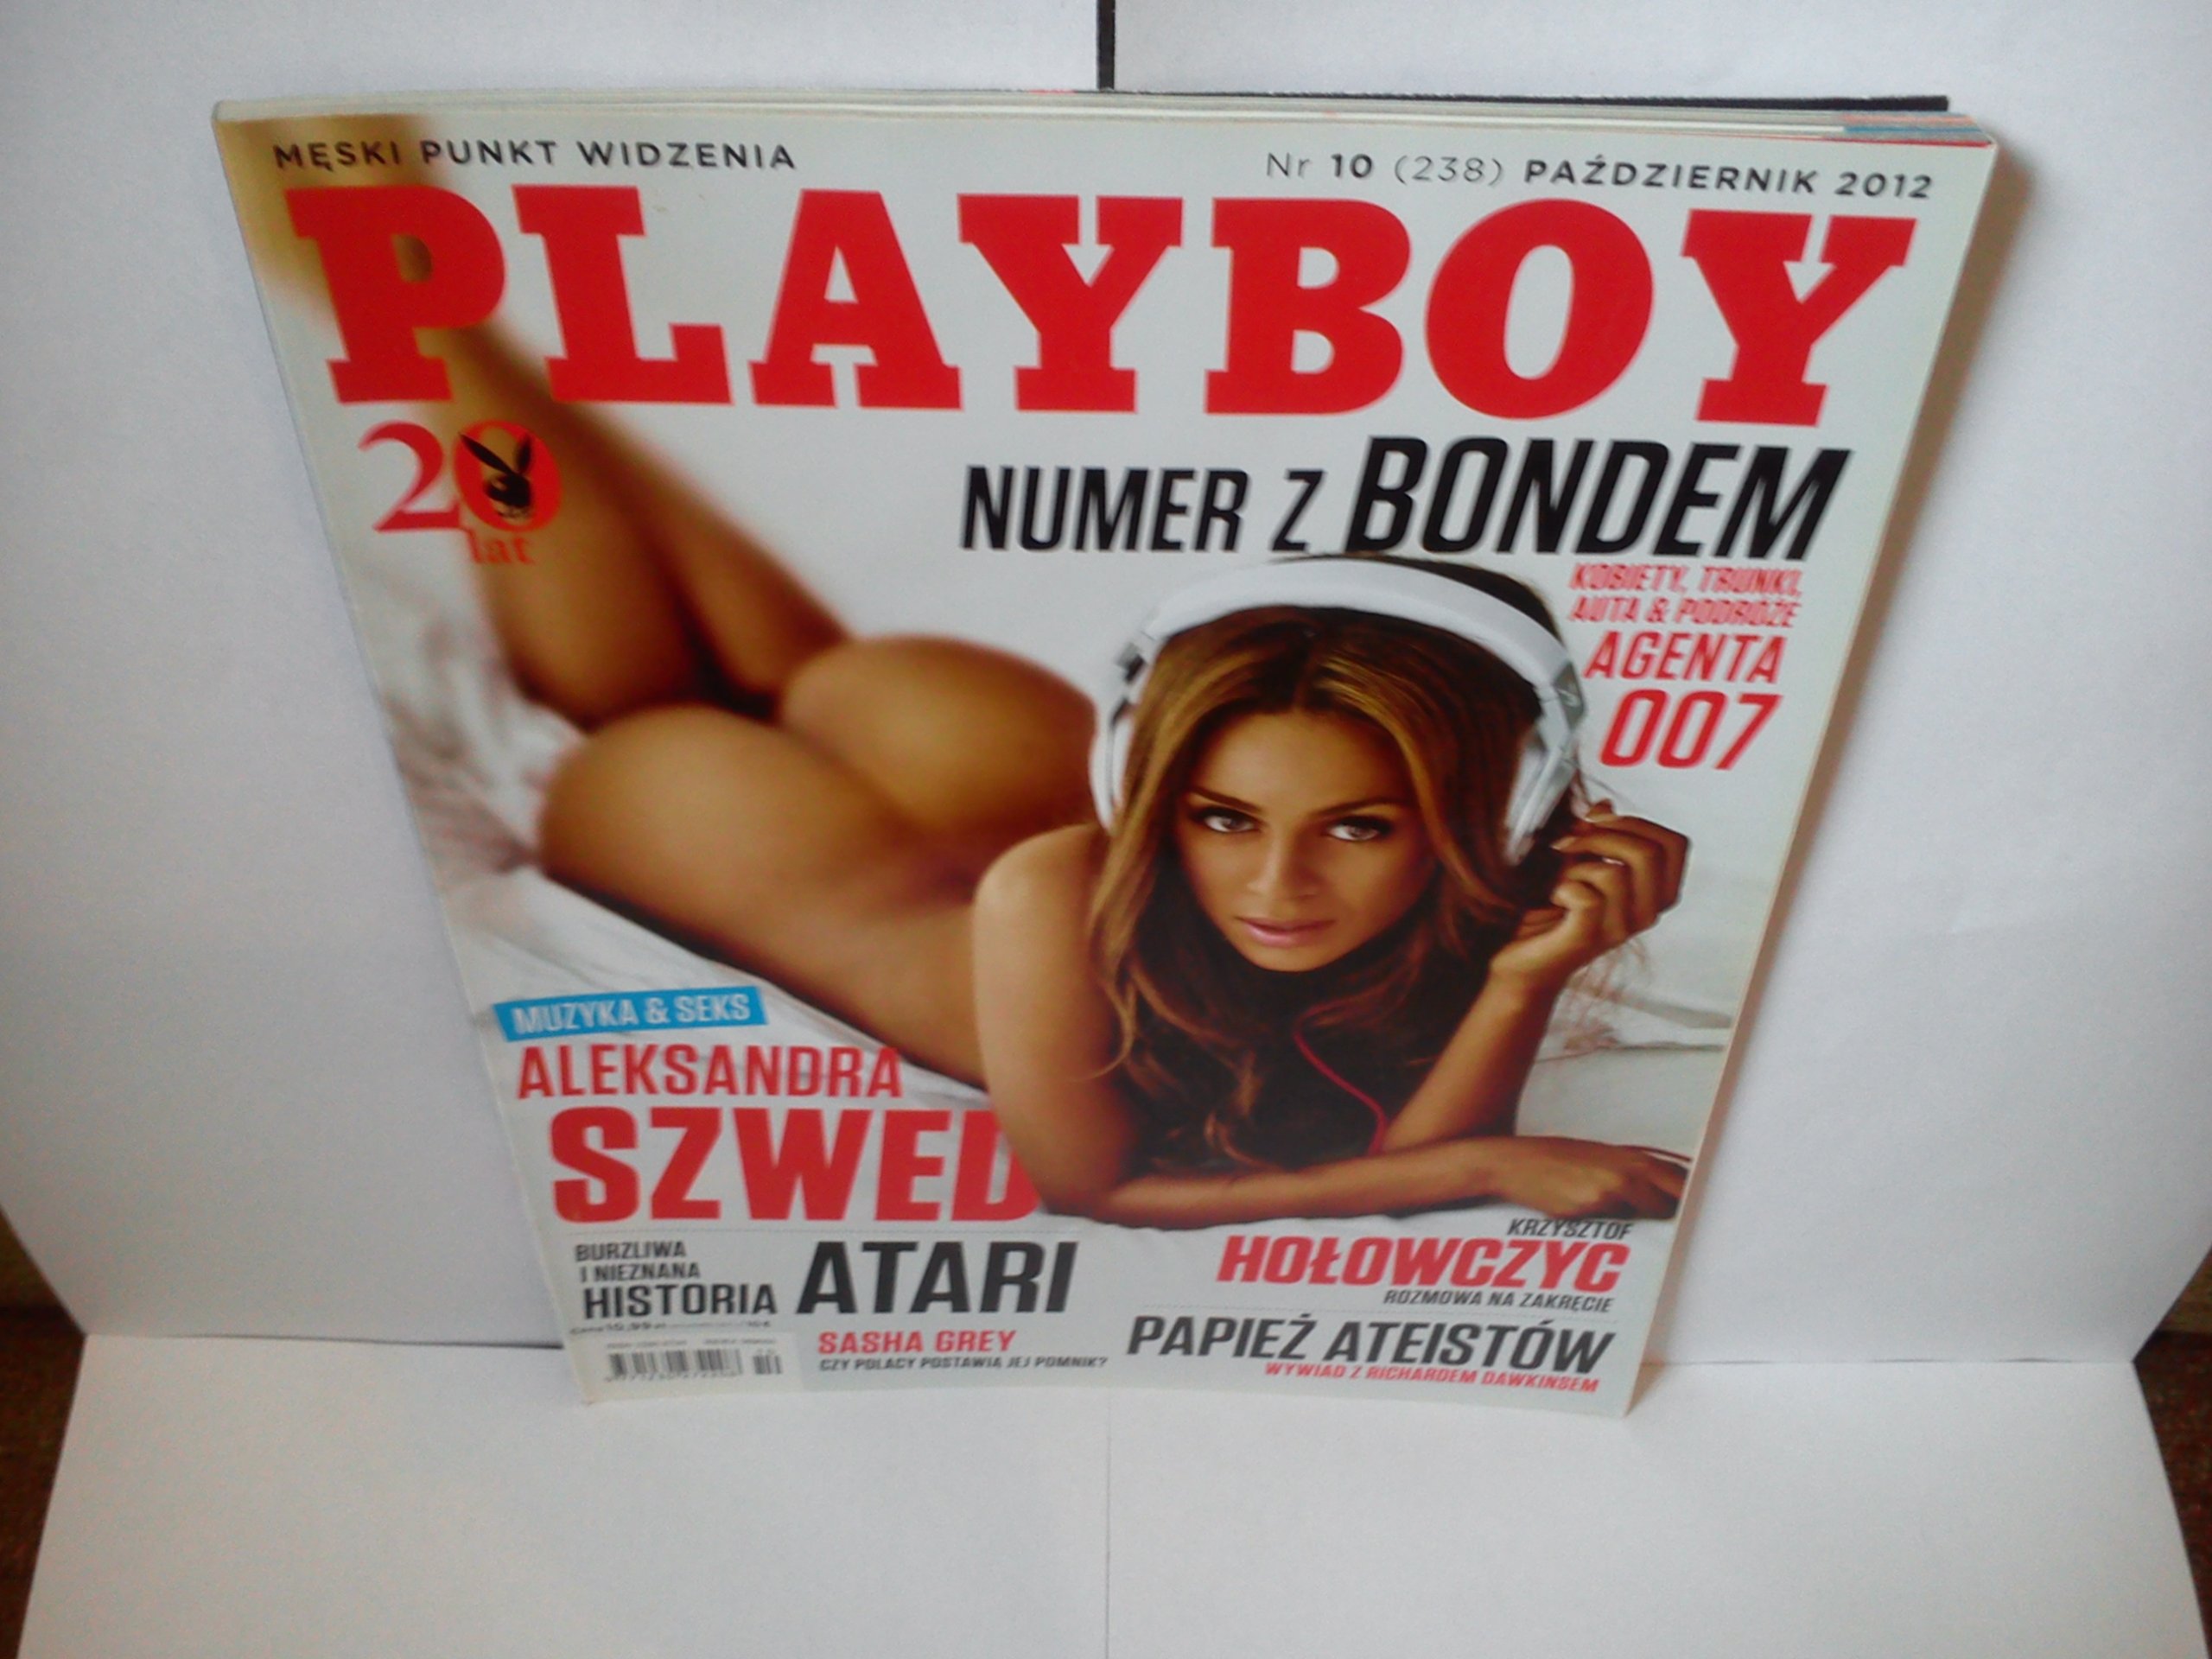 MĘSKI PUNKT WIDZENIA
Nr 10 (238) PAŹDZIERNIK 2012
PLAYBOY
20
lat
NUMER Z BONDEM
KOBIETY, TRUNKI,
AUTA & PODRÓŻE
AGENTA
007
MUZYKA & SEKS
ALEKSANDRA
SZWED
BURZLIWA
I NIEZNANA
HISTORIA ATARI
SASHA GREY
CZY POLACY POSTAWIĄ JEJ POMNIK?
KRZYSZTOF
HOŁOWCZYC
ROZMOWA NA ZAKRĘCIE
PAPIEŻ ATEISTÓW
WYWIAD Z RICHARDEM DAWKINSEM